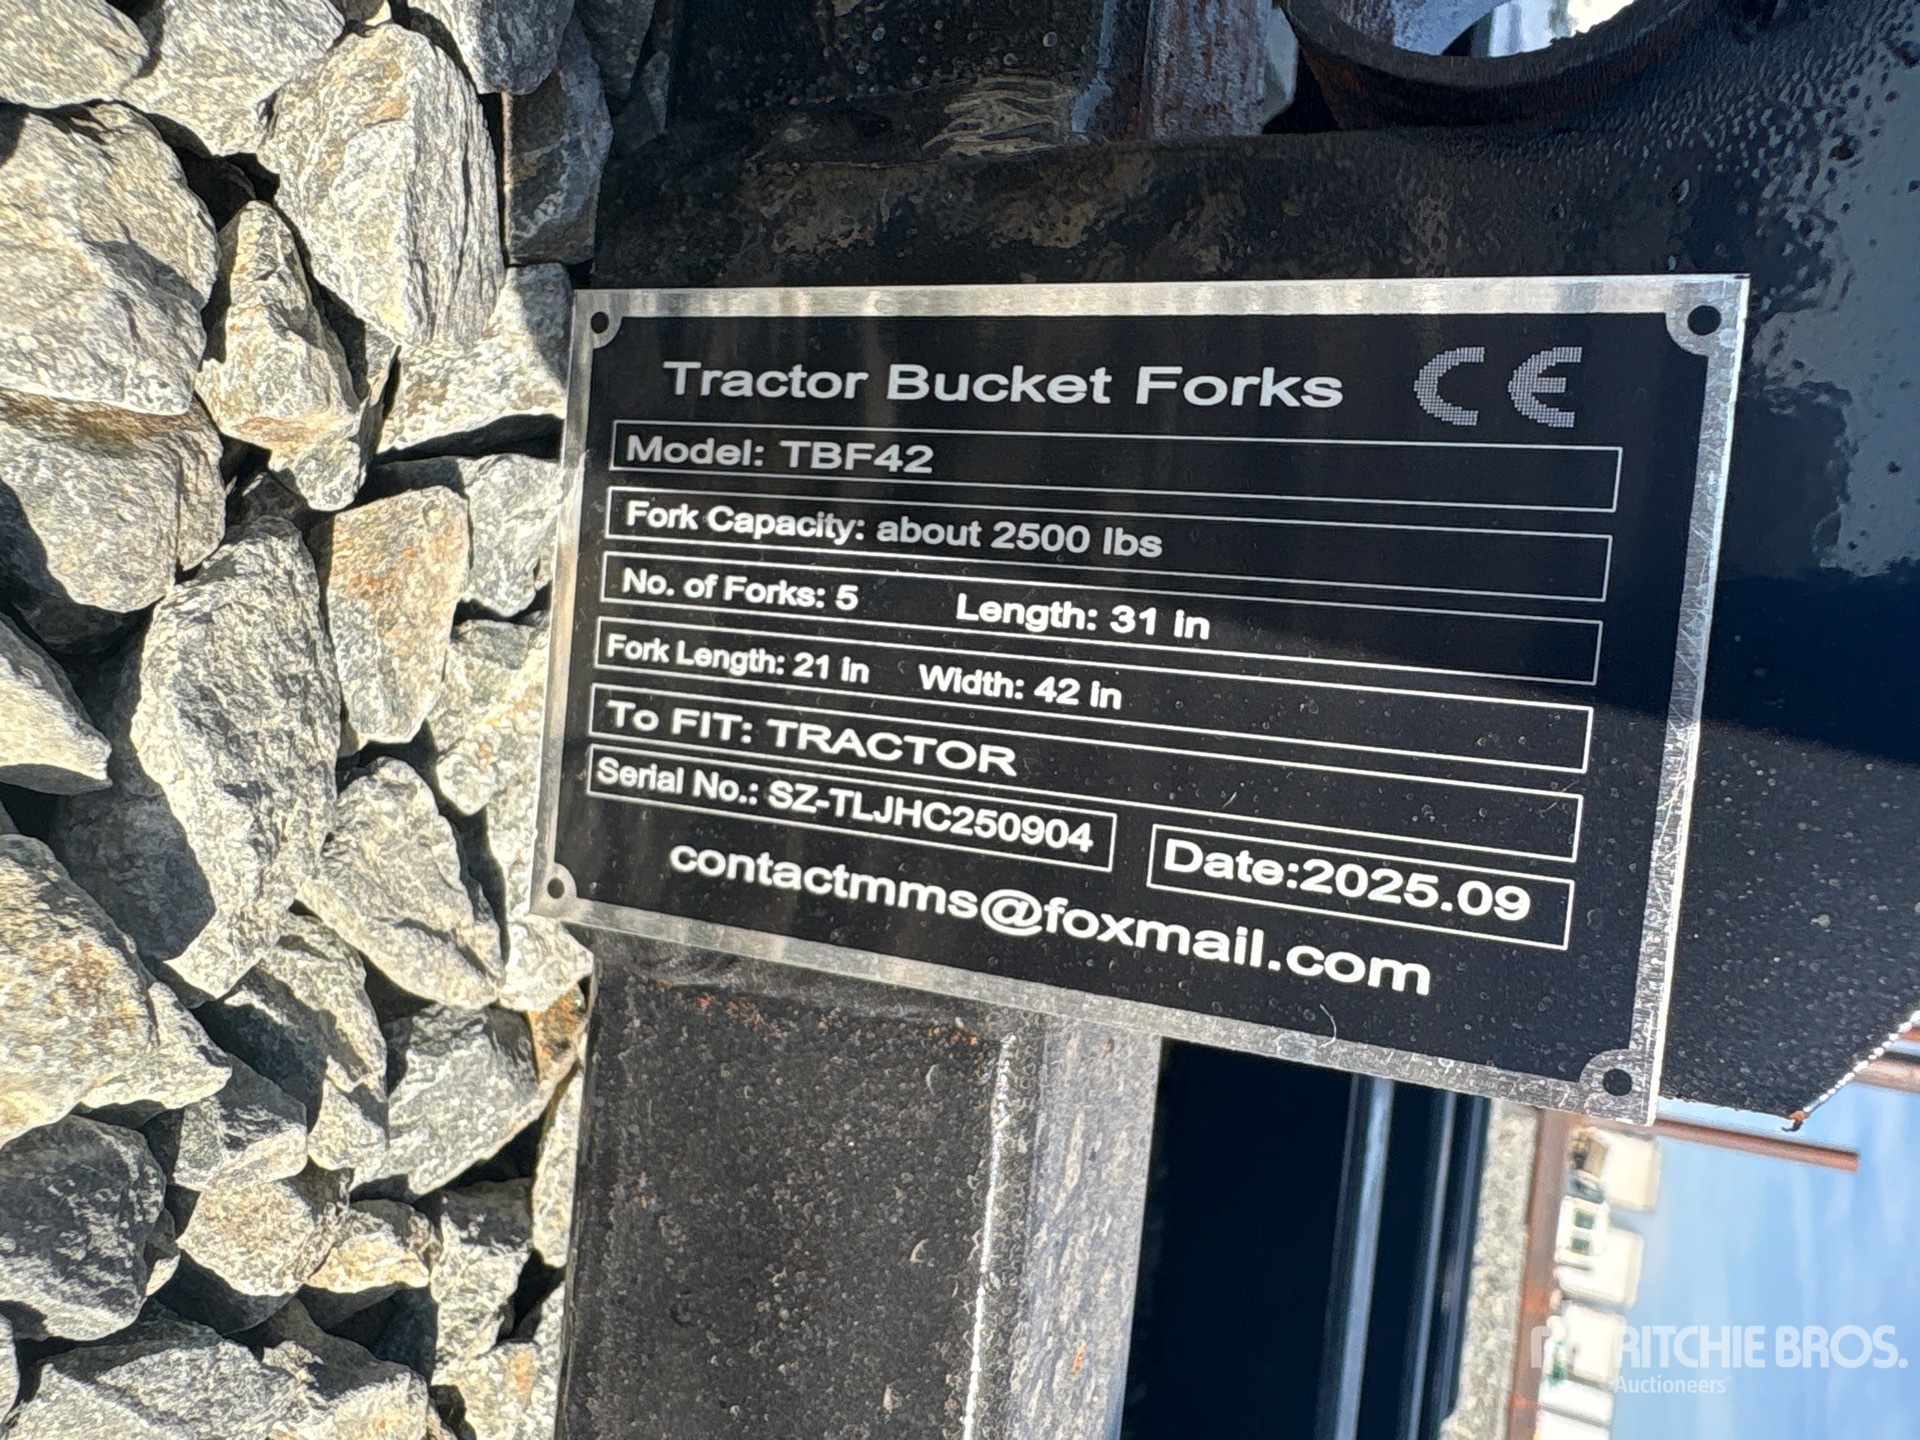 Tractor Bucket Forks CE
Model: TBF42
Fork Capacity: about 2500 lbs
No. of Forks: 5 Length: 31 in
Fork Length: 21 in Width: 42 in
To FIT: TRACTOR
Serial No.: SZ-TLJHC250904 Date:2025.09
contactmms@foxmail.com
RITCHIE BROS.
Auctioneers